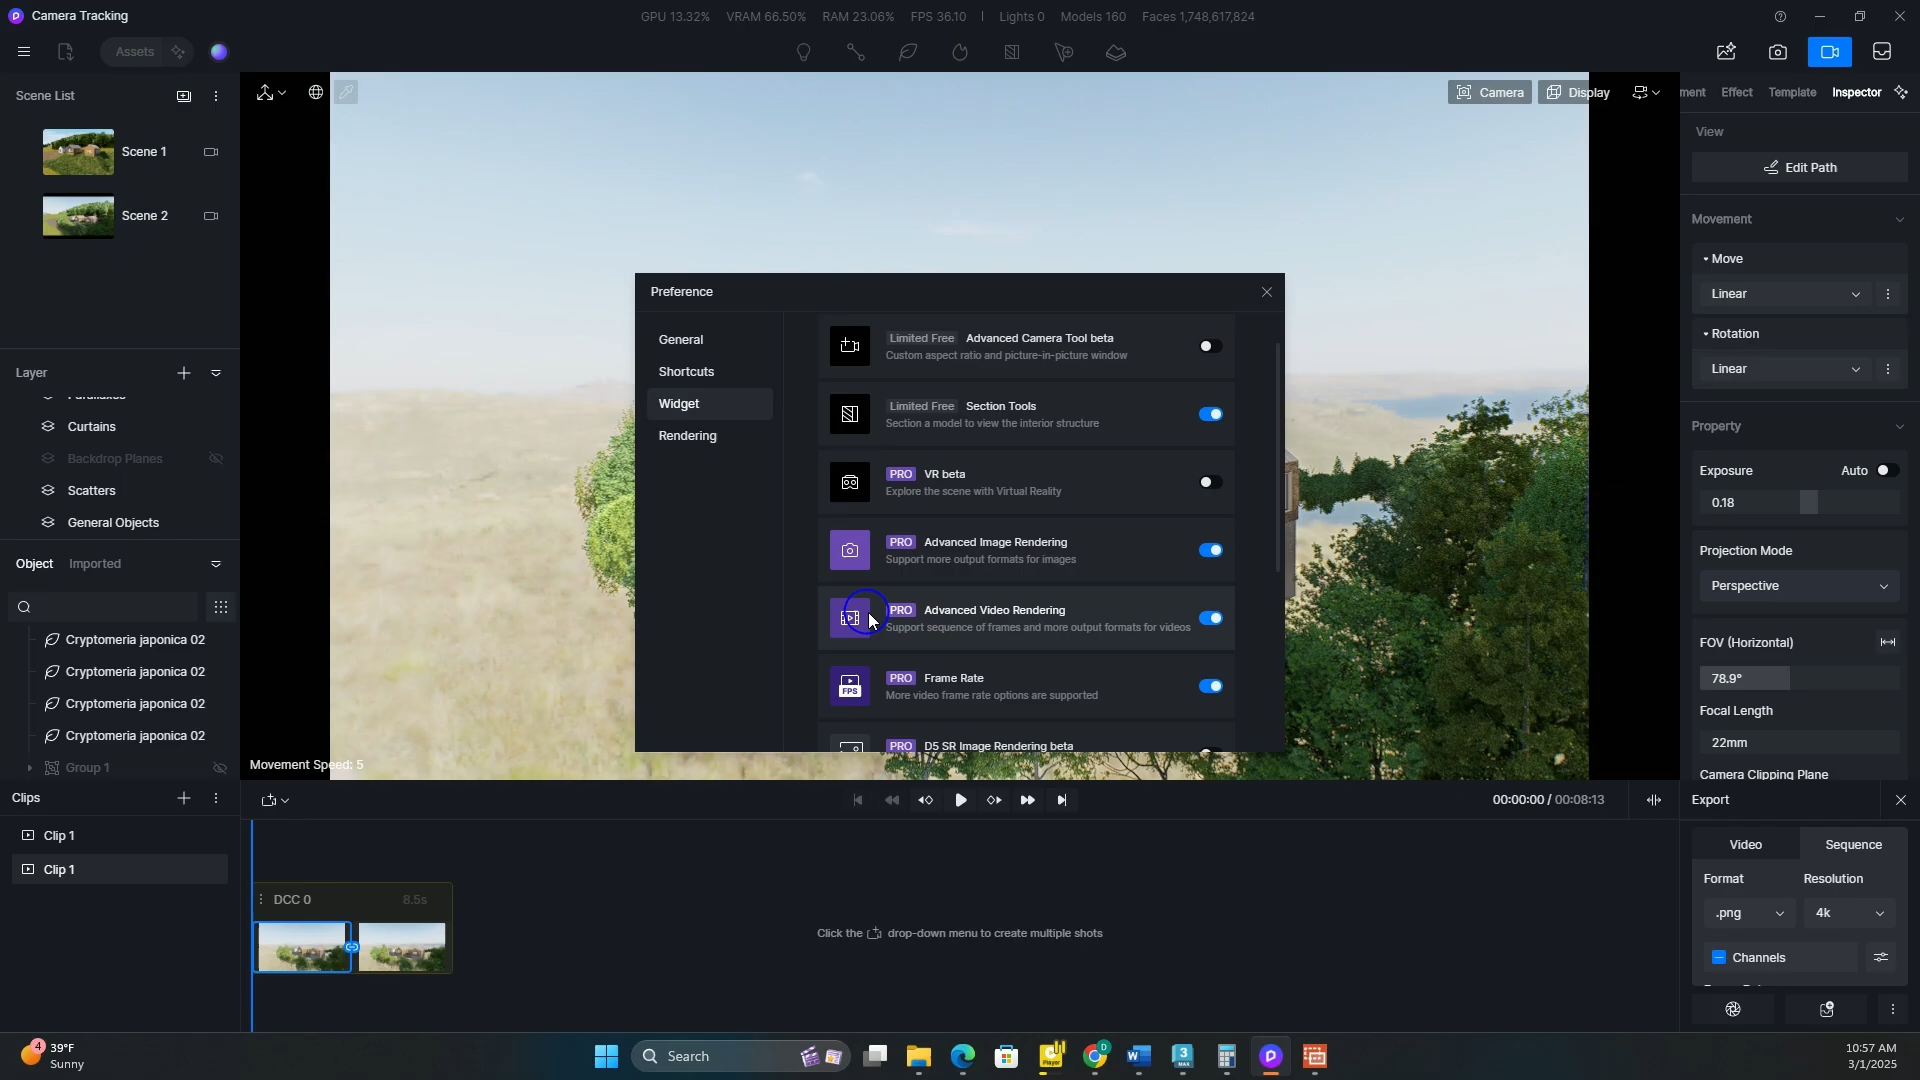 Camera Tracking
GPU 13.32% VRAM 66.50% RAM 23.06% FPS 36.10 | Lights 0 Models 160 Faces 1,748,617,824
Assets
Scene List
Scene 1
Scene 2
Layer
Curtains
Backdrop Planes
Scatters
General Objects
Object Imported
Cryptomeria japonica 02
Cryptomeria japonica 02
Cryptomeria japonica 02
Cryptomeria japonica 02
Group 1
Camera Display
Movement Speed: 5
Preference
General
Shortcuts
Widget
Rendering
Limited Free Advanced Camera Tool beta
Custom aspect ratio and picture-in-picture window
Limited Free Section Tools
Section a model to view the interior structure
PRO VR beta
Explore the scene with Virtual Reality
PRO Advanced Image Rendering
Support more output formats for images
PRO Advanced Video Rendering
Support sequence of frames and more output formats for videos
PRO Frame Rate
FPS
More video frame rate options are supported
PRO D5 SR Image Rendering beta
ment Effect Template Inspector
View
Edit Path
Movement
Move
Linear
Rotation
Linear
Property
Exposure Auto
0.18
Projection Mode
Perspective
FOV (Horizontal)
78.9°
Focal Length
22mm
Camera Clipping Plane
Clips
Clip 1
Clip 1
00:00:00 / 00:08:13
DCC 0 8.5s
Click the drop-down menu to create multiple shots
Export
Video Sequence
Format Resolution
.png 4k
Channels
4 39°F
Sunny
Search
10:57 AM
3/1/2025